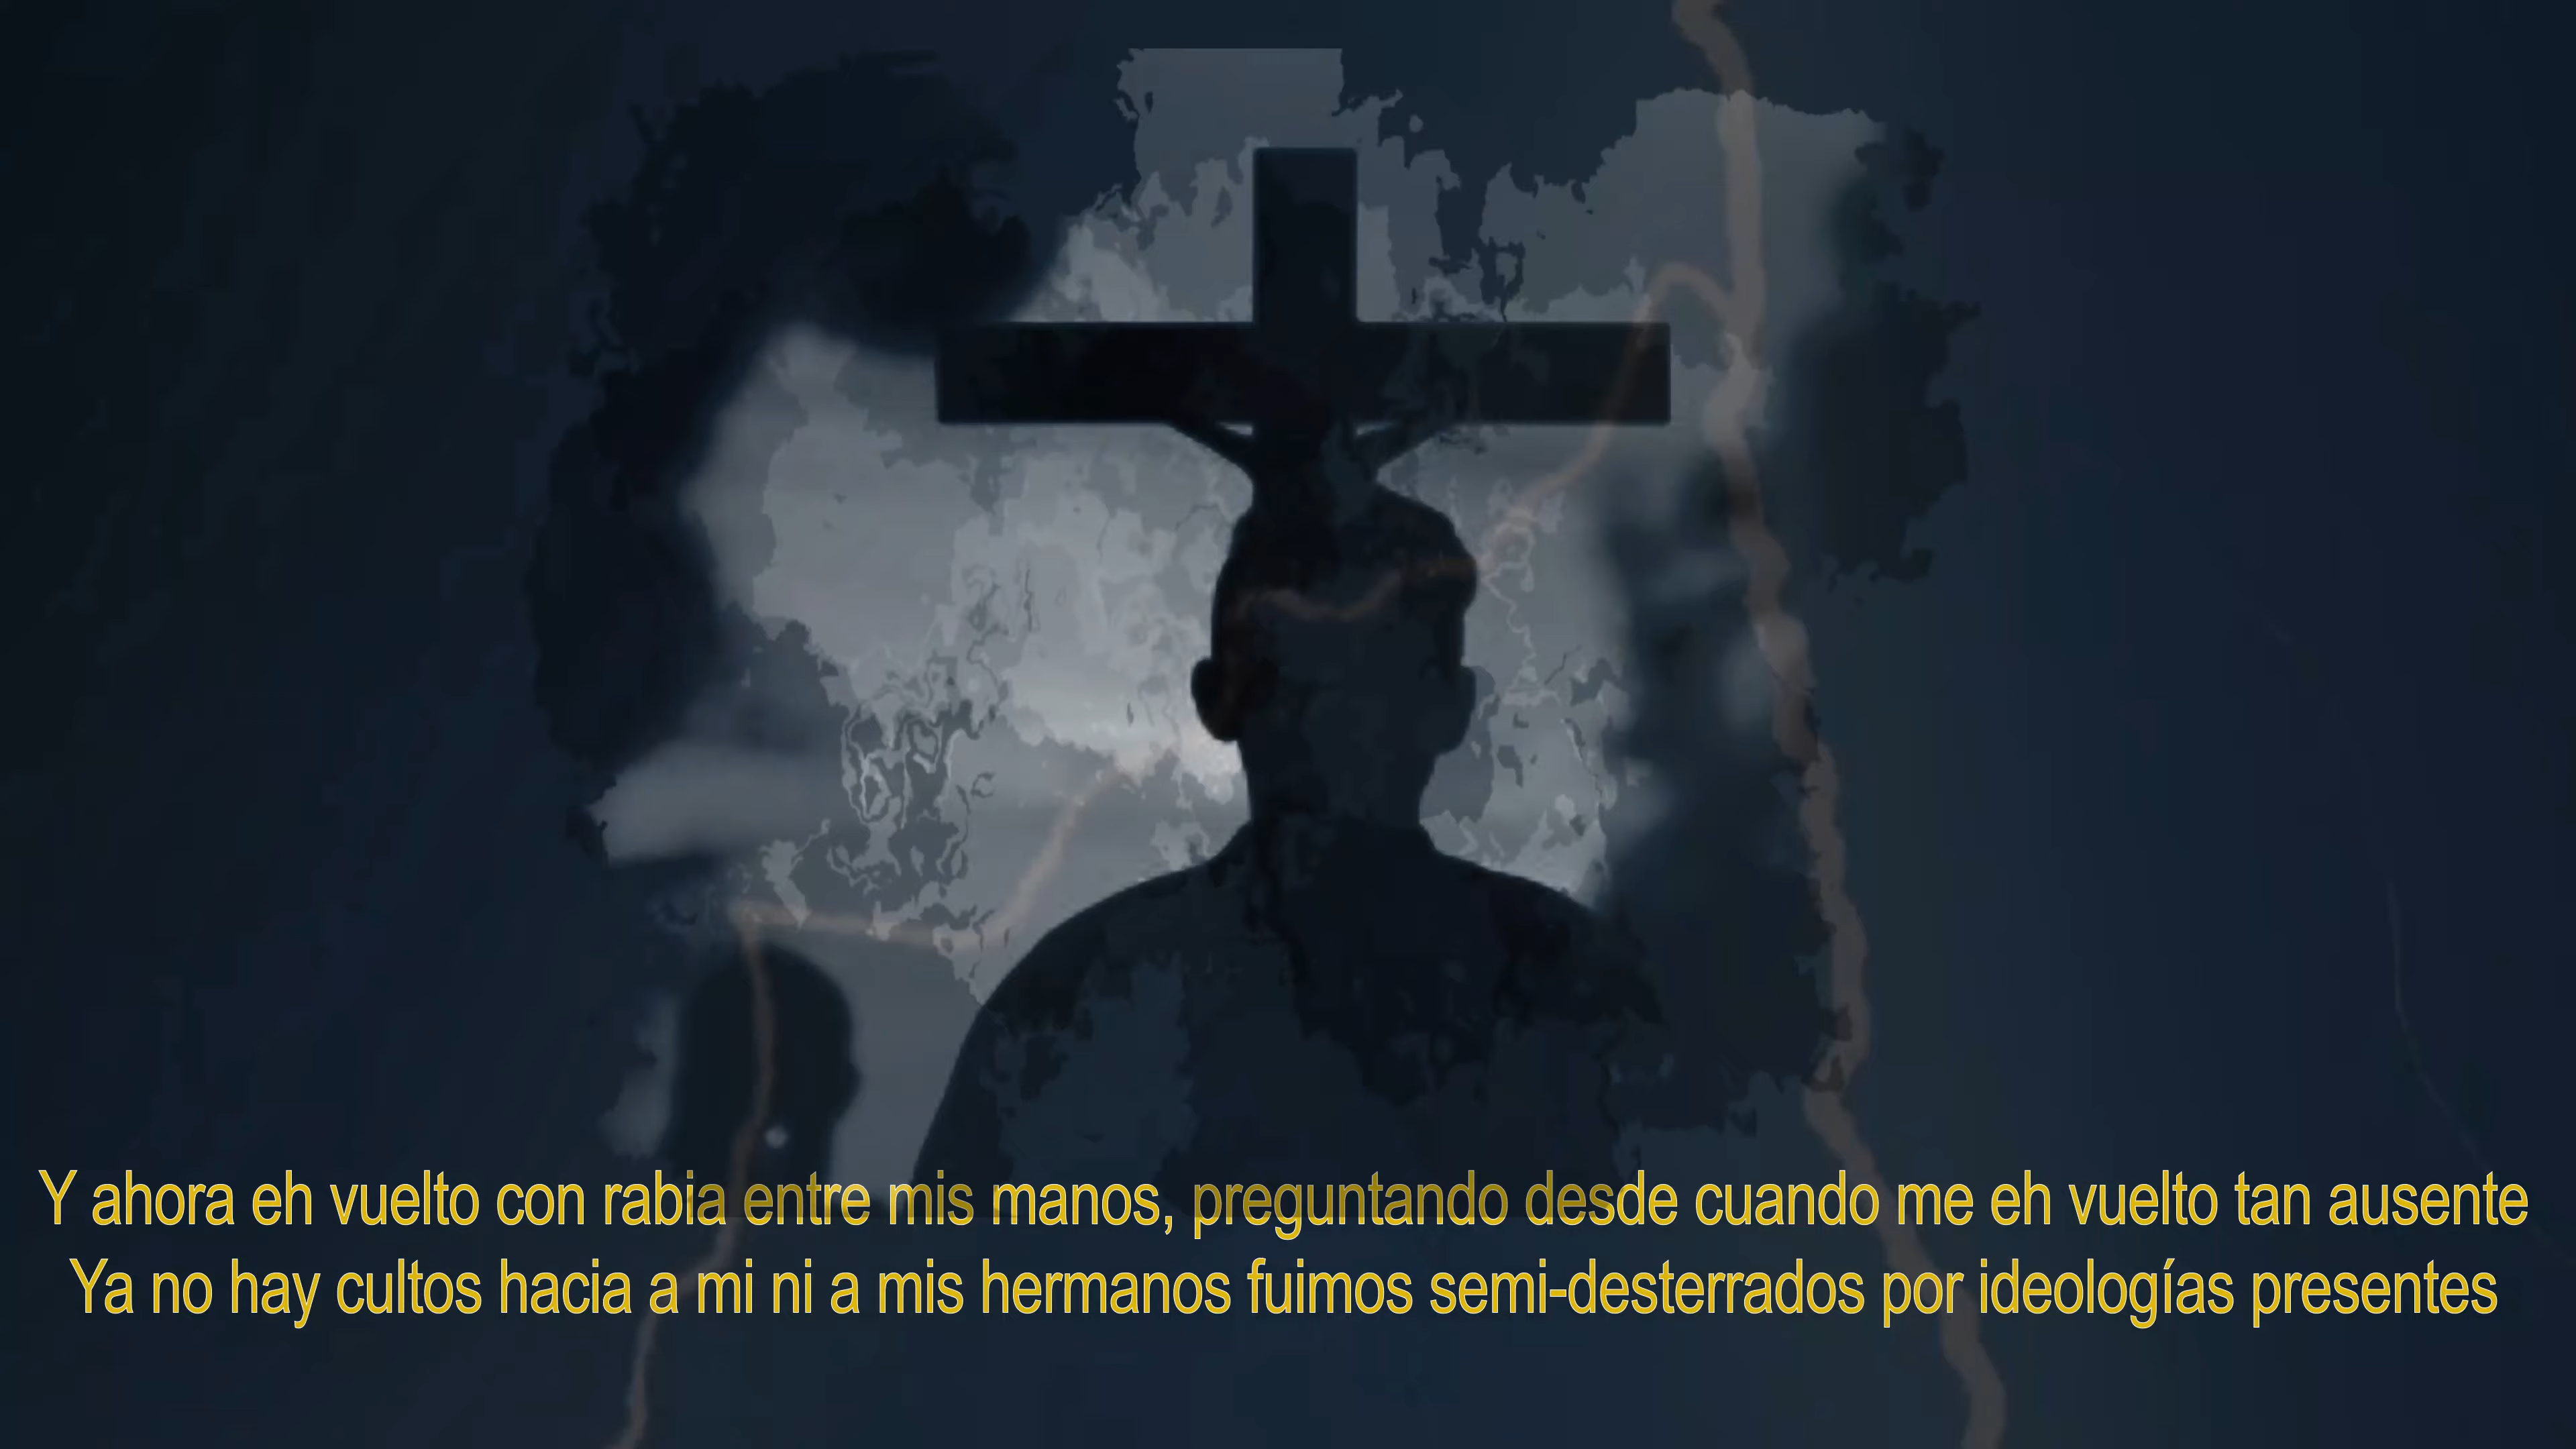 Y ahora eh vuelto con rabia entre mis manos, preguntando desde cuando me eh vuelto tan ausente
Ya no hay cultos hacia a mi ni a mis hermanos fuimos semi-desterrados por ideologías presentes